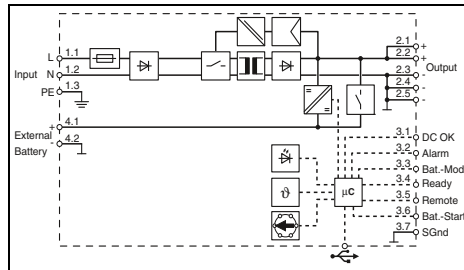 2.1
+
L 1.1
2.2
+
Input N 1.2
2.3
-
Output
PE 1.3
2.4
-
2.5
-
=
=
+ 4.1
External
Battery
- 4.2
3.1
DC OK
3.2
Alarm
3.3
Bat.-Mode
3.4
Ready
ϑ
µC
3.5
Remote
3.6
Bat.-Start
3.7
SGnd